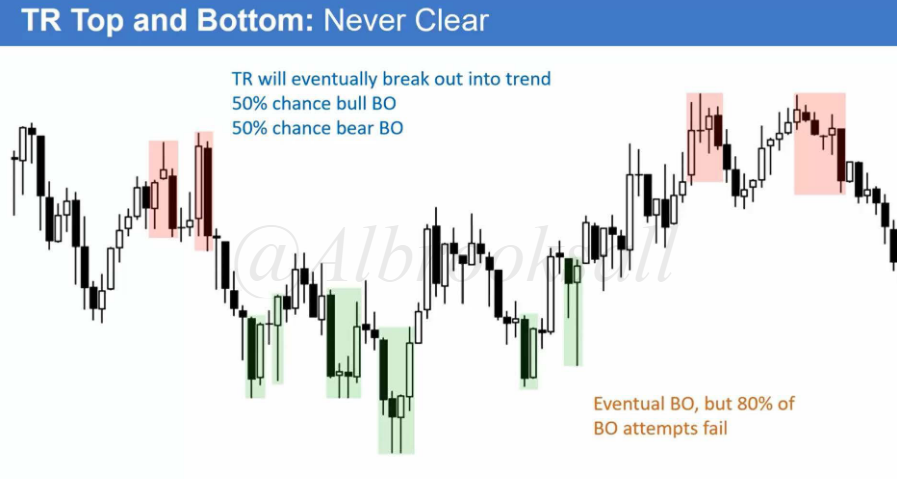 TR Top and Bottom: Never Clear
TR will eventually break out into trend
50% chance bull BO
50% chance bear BO
@Albrooksall
Eventual BO, but 80% of
BO attempts fail